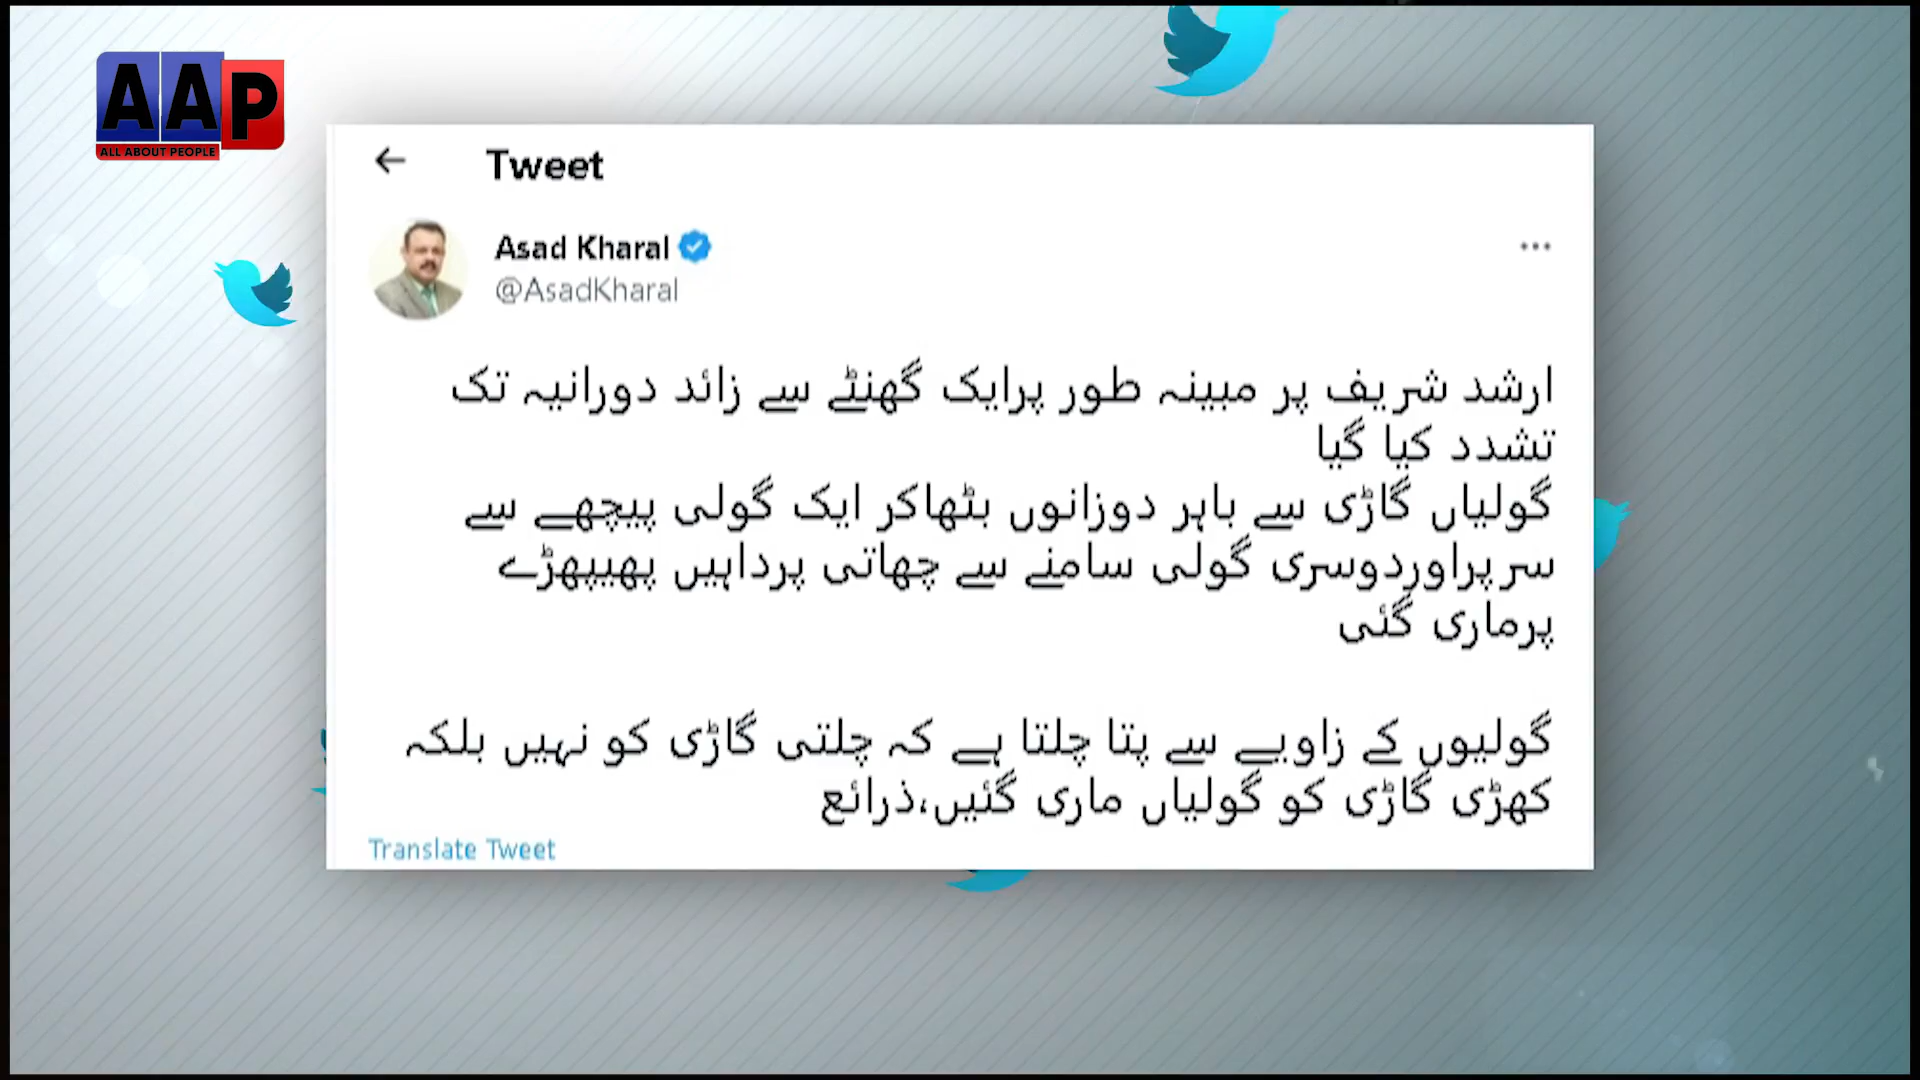 AAP
ALL ABOUT PEOPLE
Tweet
Asad Kharal
@AsadKharal
ارشد شریف پر مبینہ طور پرایک گھنٹے سے زائد دورانیہ تک
تشدد کیا گیا
گولیاں گاڑی سے باہر دوزانوں بٹھاکر ایک گولی پیچھے سے
سرپراوردوسری گولی سامنے سے چھاتی پرداہیں پھیپھڑے
پرماری گئی
گولیوں کے زاویے سے پتا چلتا ہے کہ چلتی گاڑی کو نہیں بلکہ
کھڑی گاڑی کو گولیاں ماری گئیں،ذرائع
Translate Tweet